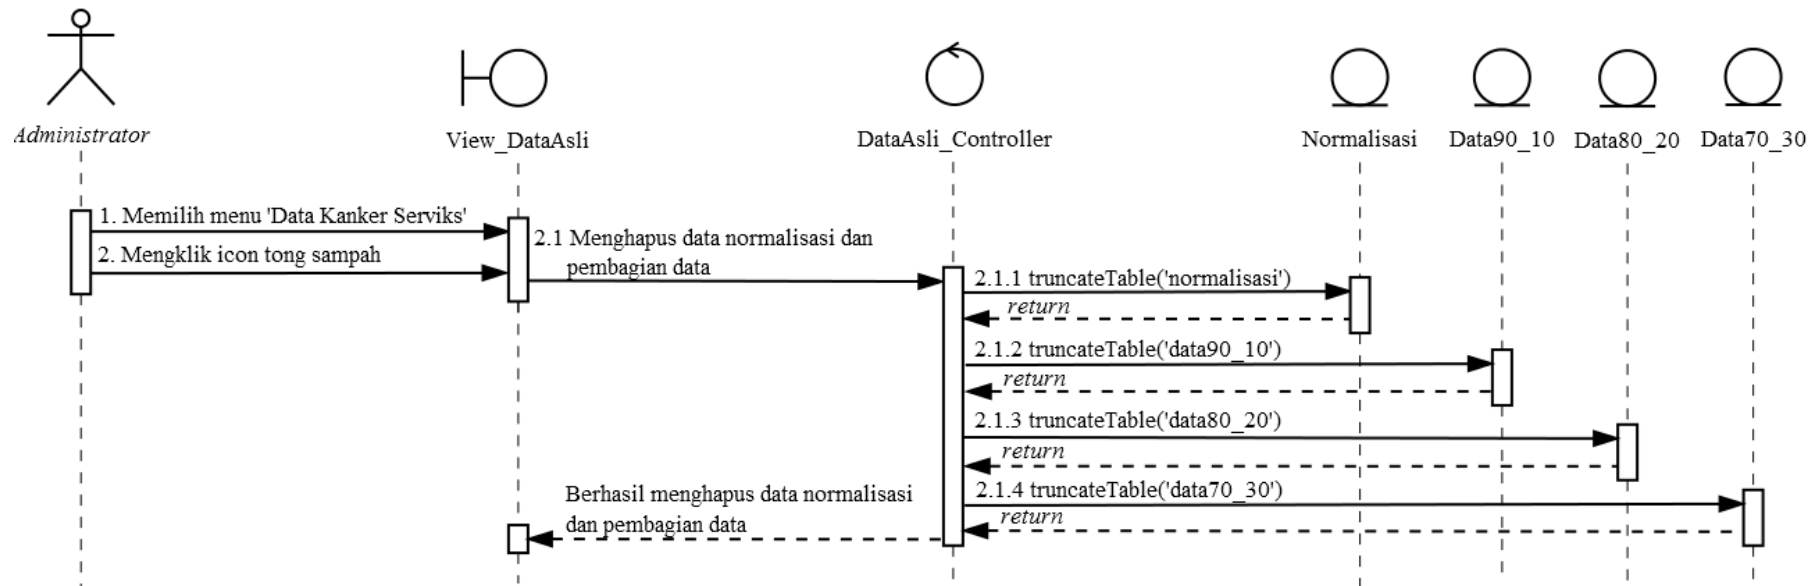 Administrator
View_DataAsli
DataAsli_Controller
Normalisasi
Data90_10
Data80_20
Data70_30
1. Memilih menu 'Data Kanker Serviks'
2. Mengklik icon tong sampah
2.1 Menghapus data normalisasi dan
pembagian data
2.1.1 truncateTable('normalisasi')
return
2.1.2 truncateTable('data90_10')
return
2.1.3 truncateTable('data80_20')
return
2.1.4 truncateTable('data70_30')
return
Berhasil menghapus data normalisasi
dan pembagian data